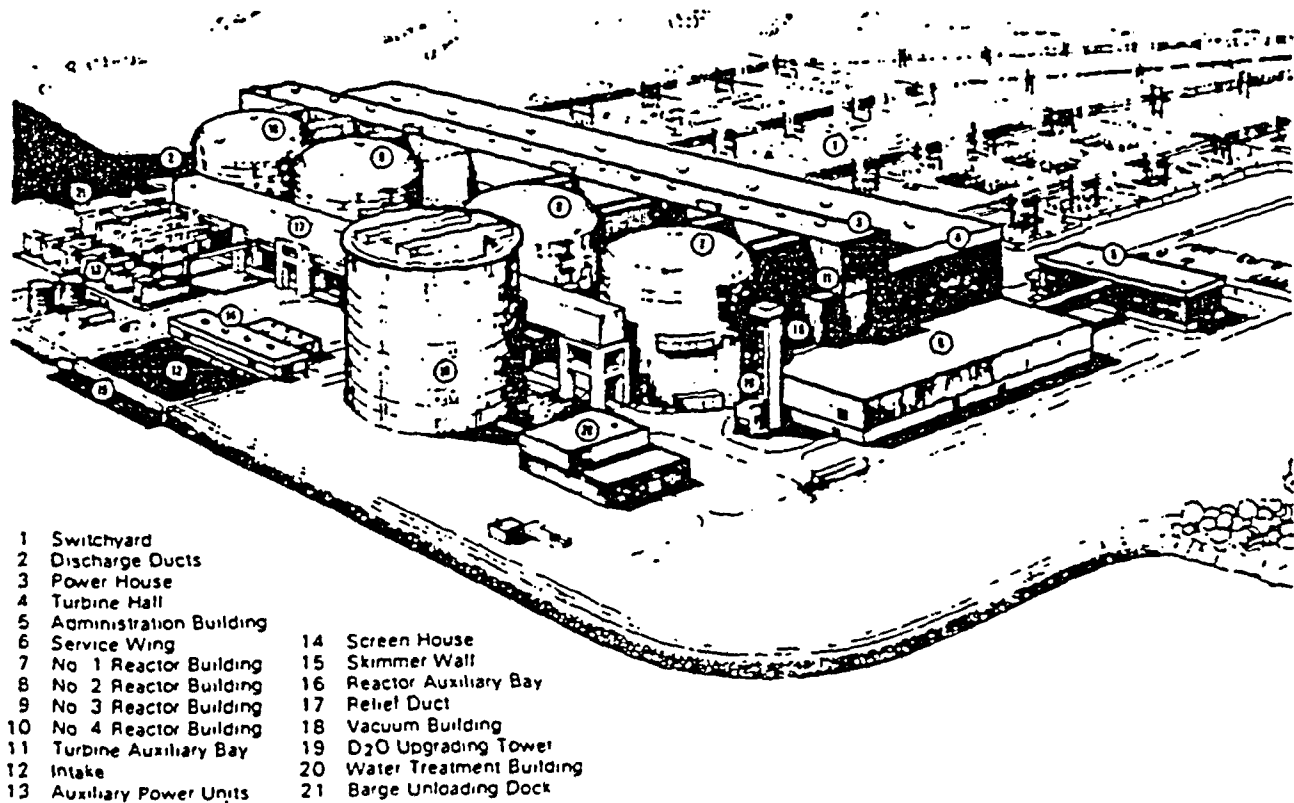 1 Switchyard
2 Discharge Ducts
3 Power House
4 Turbine Hall
5 Administration Building
6 Service Wing
7 No 1 Reactor Building
8 No 2 Reactor Building
9 No 3 Reactor Building
10 No 4 Reactor Building
11 Turbine Auxiliary Bay
12 Intake
13 Auxiliary Power Units
14 Screen House
15 Skimmer Wall
16 Reactor Auxiliary Bay
17 Relief Duct
18 Vacuum Building
19 D2O Upgrading Tower
20 Water Treatment Building
21 Barge Unloading Dock